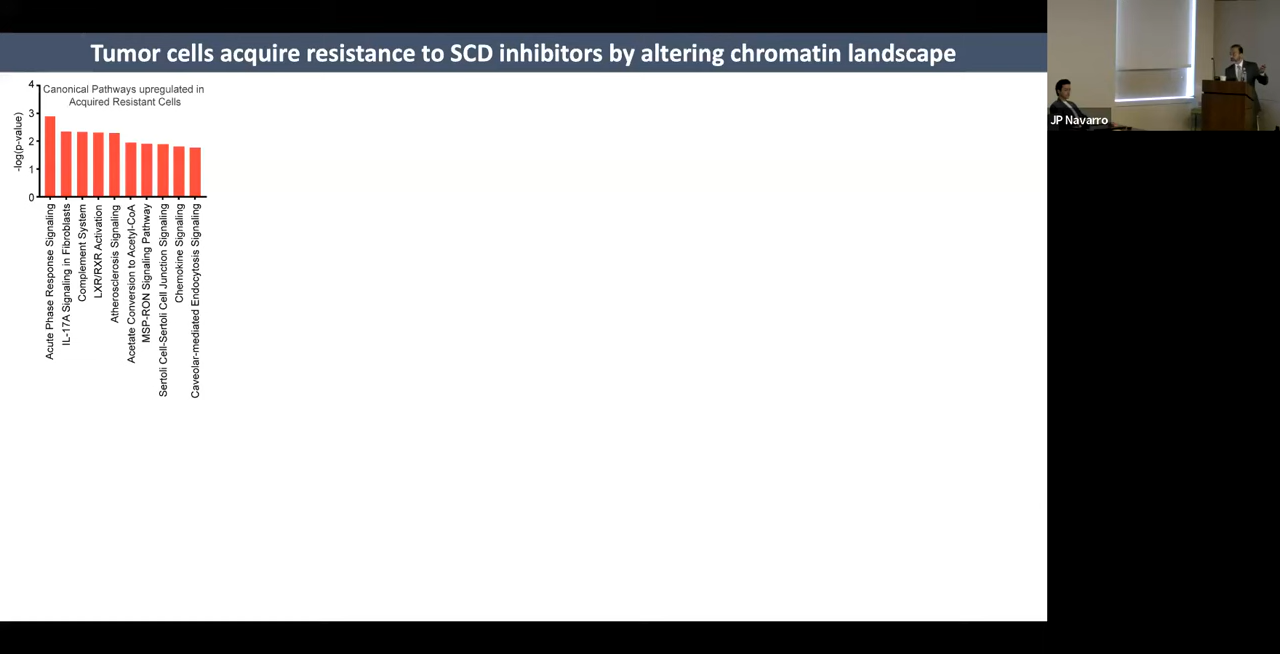 Tumor cells acquire resistance to SCD inhibitors by altering chromatin landscape
Canonical Pathways upregulated in
Acquired Resistant Cells
-log(p-value)
4
3
2
1
0
Acute Phase Response Signaling
IL-17A Signaling in Fibroblasts
Complement System
LXR/RXR Activation
Atherosclerosis Signaling
Acetate Conversion to Acetyl-CoA
MSP-RON Signaling Pathway
Sertoli Cell-Sertoli Cell Junction Signaling
Chemokine Signaling
Caveolar-mediated Endocytosis Signaling
JP Navarro